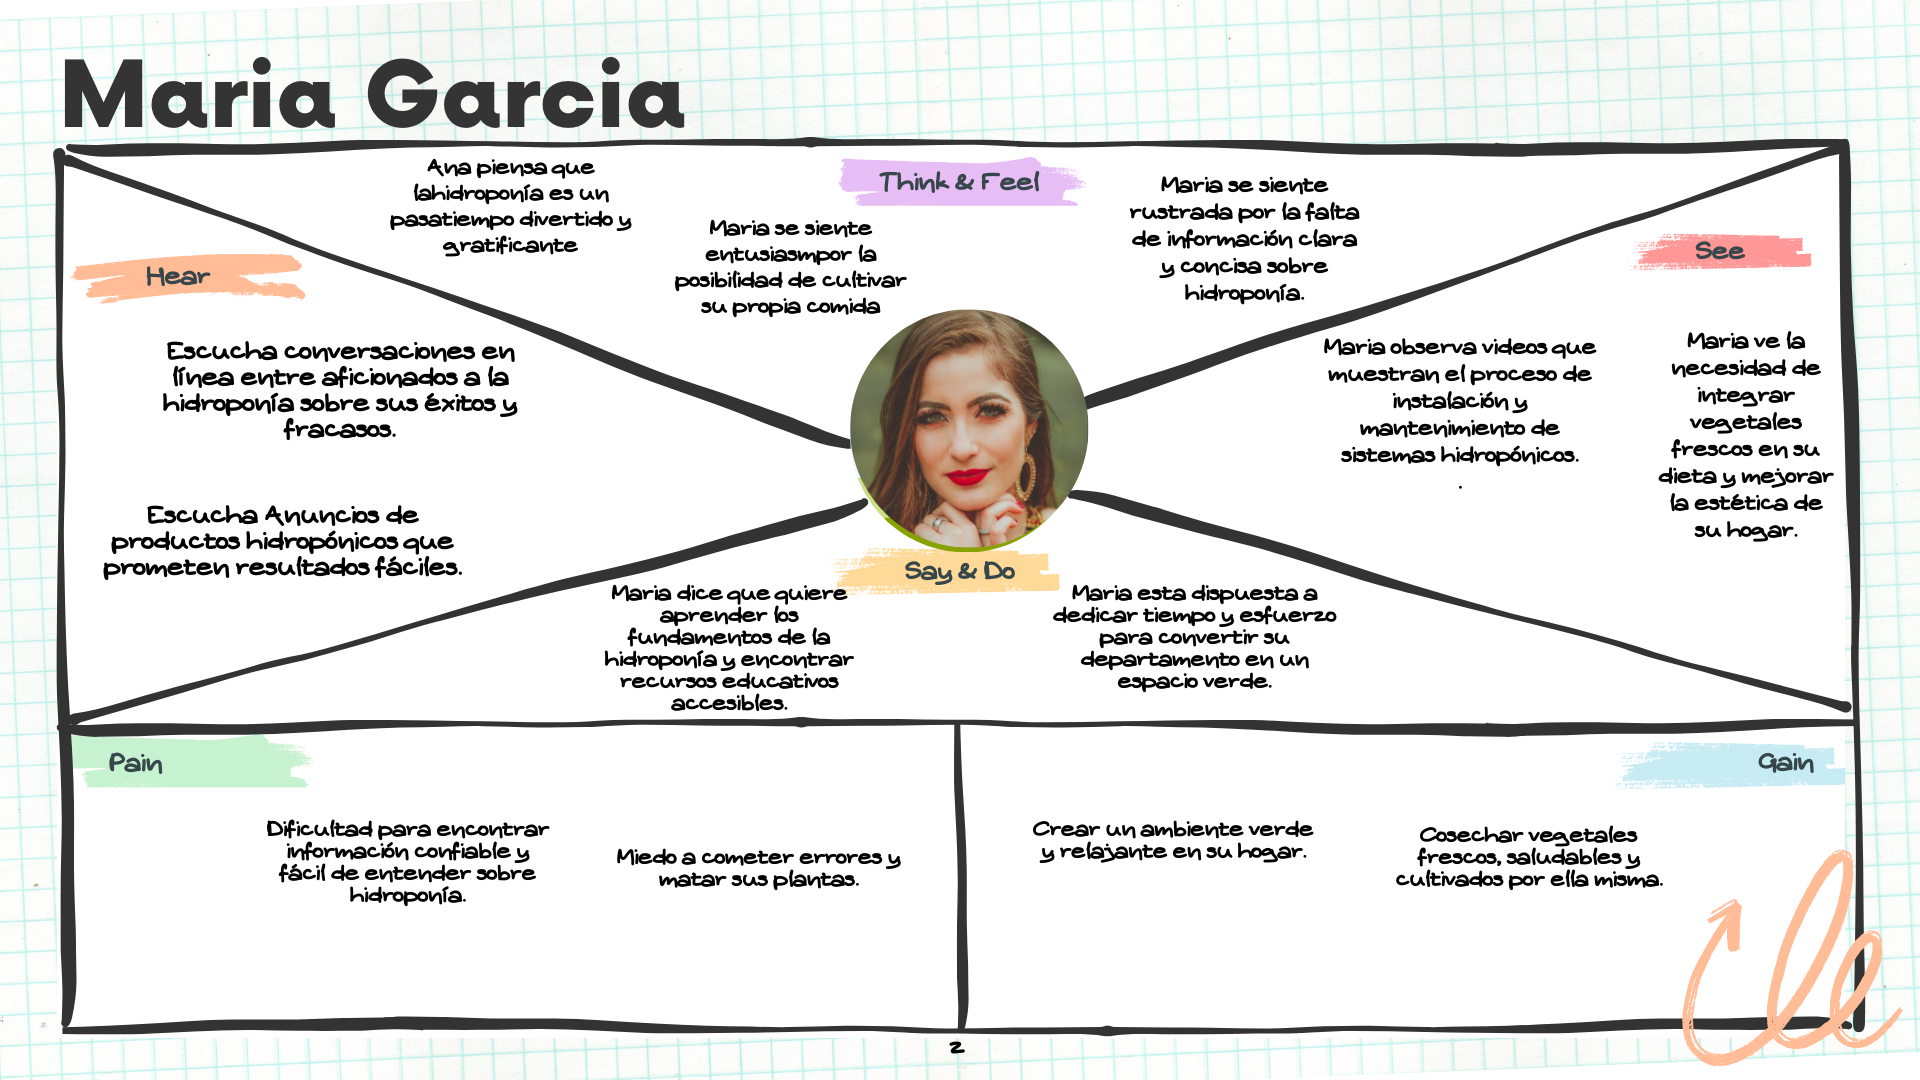 Maria Garcia
Think & Feel
Ana piensa que
lahidroponía es un
pasatiempo divertido y
gratificante
Maria se siente
entusiasmpor la
posibilidad de cultivar
su propia comida
Maria se siente
rustrada por la falta
de información clara
y concisa sobre
hidroponía.
Hear
Escucha conversaciones en
línea entre aficionados a la
hidroponía sobre sus éxitos y
fracasos.
Escucha Anuncios de
productos hidropónicos que
prometen resultados fáciles.
See
Maria observa videos que
muestran el proceso de
instalación y
mantenimiento de
sistemas hidropónicos.
.
Maria ve la
necesidad de
integrar
vegetales
frescos en su
dieta y mejorar
la estética de
su hogar.
Say & Do
Maria dice que quiere
aprender los
fundamentos de la
hidroponía y encontrar
recursos educativos
accesibles.
Maria esta dispuesta a
dedicar tiempo y esfuerzo
para convertir su
departamento en un
espacio verde.
Pain
Dificultad para encontrar
información confiable y
fácil de entender sobre
hidroponía.
Miedo a cometer errores y
matar sus plantas.
Gain
Crear un ambiente verde
y relajante en su hogar.
Cosechar vegetales
frescos, saludables y
cultivados por ella misma.
2